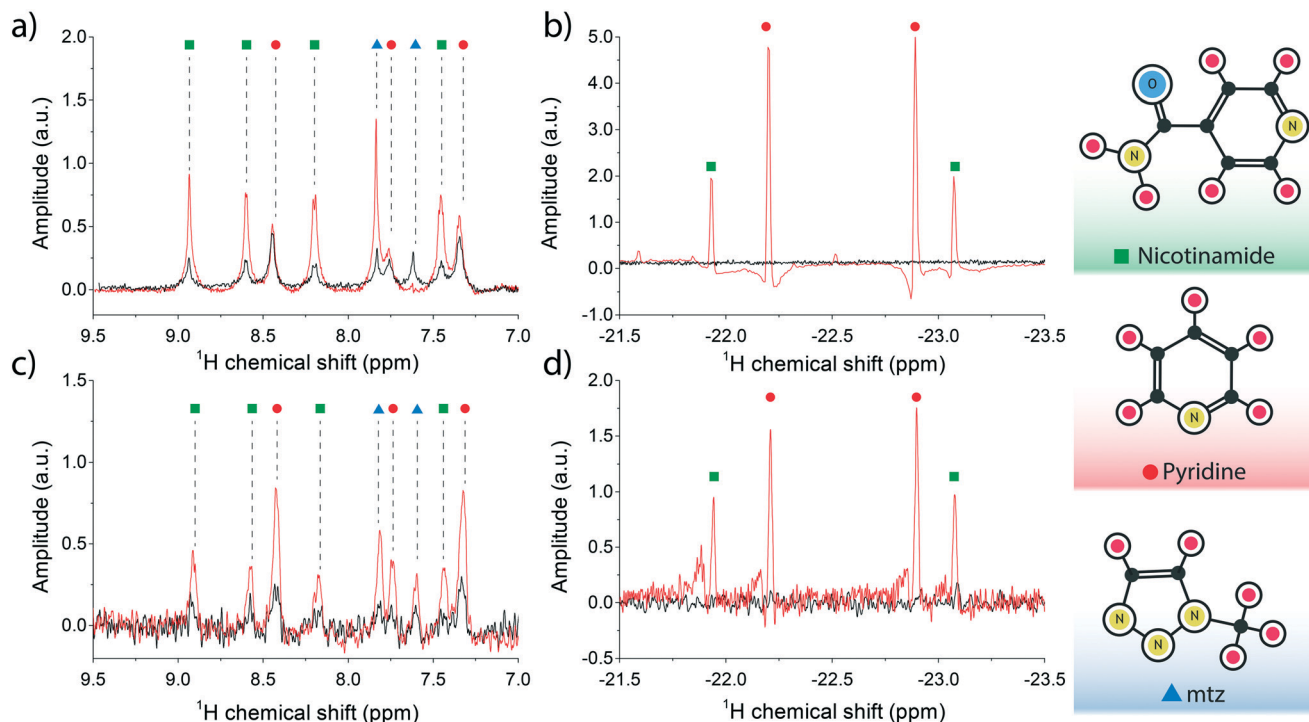 a)
Amplitude (a.u.)
2.0
1.5
1.0
0.5
0.0
9.5 9.0 8.5 8.0 7.5 7.0
¹H chemical shift (ppm)
b)
Amplitude (a.u.)
5.0
4.0
3.0
2.0
1.0
0.0
-1.0
-21.5 -22.0 -22.5 -23.0 -23.5
¹H chemical shift (ppm)
c)
Amplitude (a.u.)
1.5
1.0
0.5
0.0
9.5 9.0 8.5 8.0 7.5 7.0
¹H chemical shift (ppm)
d)
Amplitude (a.u.)
2.0
1.5
1.0
0.5
0.0
-0.5
-21.5 -22.0 -22.5 -23.0 -23.5
¹H chemical shift (ppm)
O
N
N
Nicotinamide
N
Pyridine
N
N
N
mtz